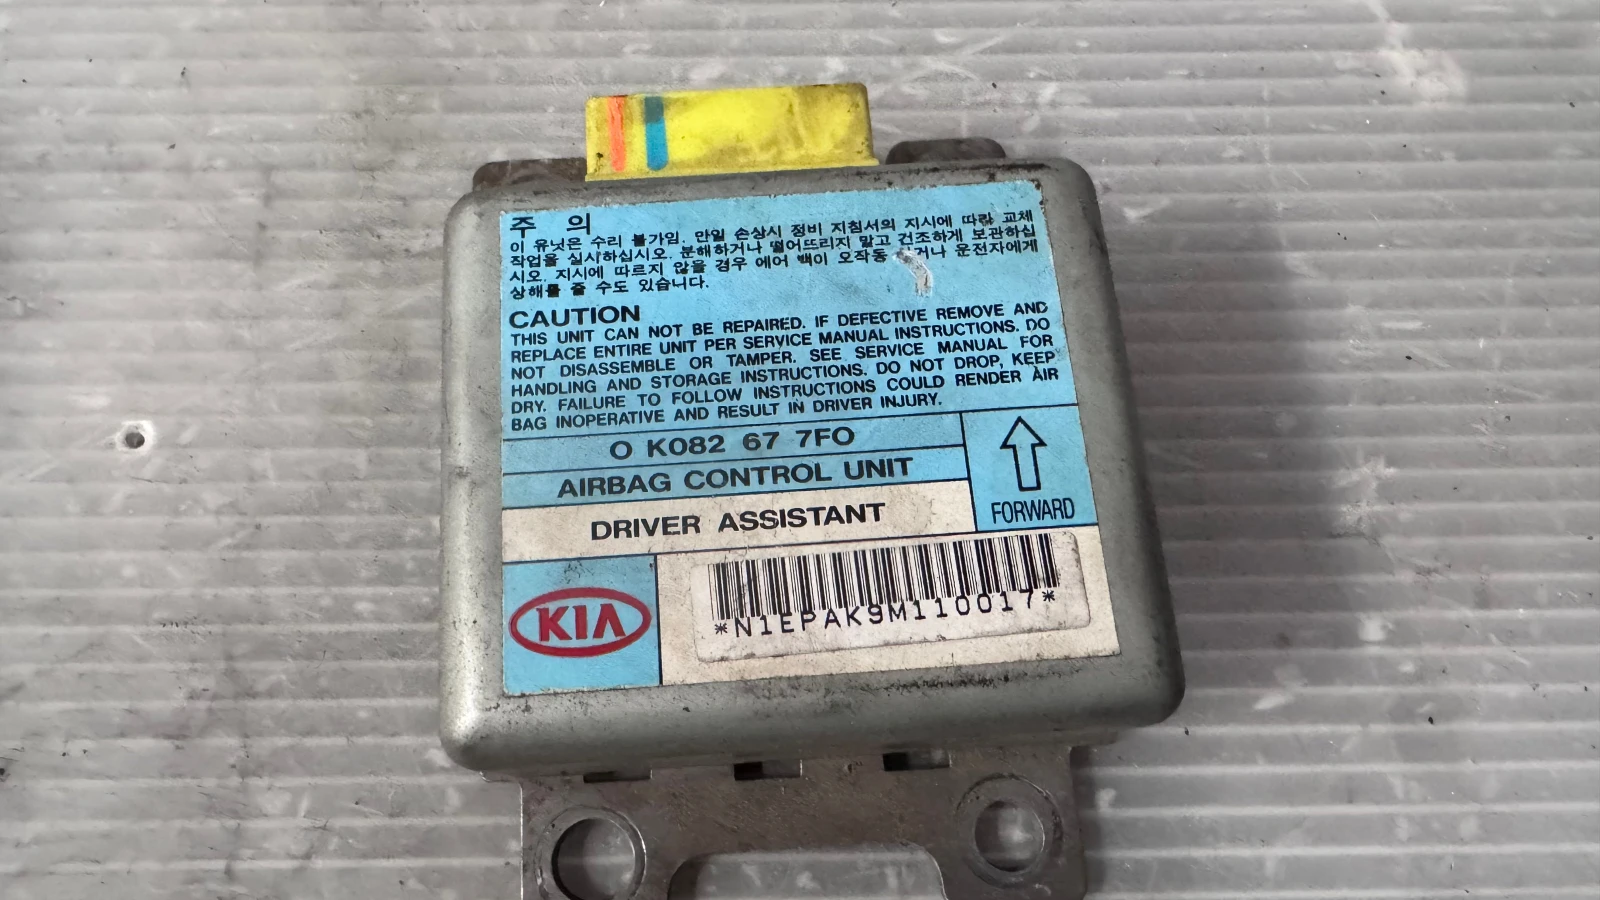 주 의
이 유닛은 수리 불가임. 만일 손상시 정비 지침서의 지시에 따라 교체
작업을 실시하십시오. 분해하거나 떨어뜨리지 말고 건조하게 보관하십
시오. 지시에 따르지 않을 경우 에어 백이 오작동 거나 운전자에게
상해를 줄 수도 있습니다.
CAUTION
THIS UNIT CAN NOT BE REPAIRED. IF DEFECTIVE REMOVE AND
REPLACE ENTIRE UNIT PER SERVICE MANUAL INSTRUCTIONS. DO
NOT DISASSEMBLE OR TAMPER. SEE SERVICE MANUAL FOR
HANDLING AND STORAGE INSTRUCTIONS. DO NOT DROP, KEEP
DRY. FAILURE TO FOLLOW INSTRUCTIONS COULD RENDER AIR
BAG INOPERATIVE AND RESULT IN DRIVER INJURY.
O K082 67 7FO
AIRBAG CONTROL UNIT
DRIVER ASSISTANT
FORWARD
KIA
*N1EPAK9M110017*